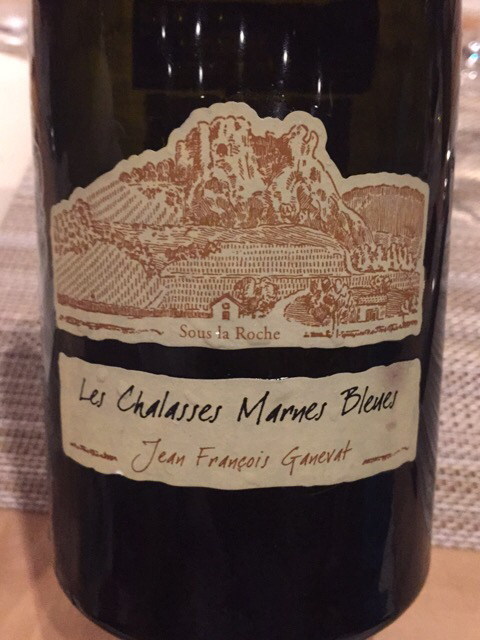 Sous la Roche
Les Chalasses Marnes Bleues
Jean François Ganevat